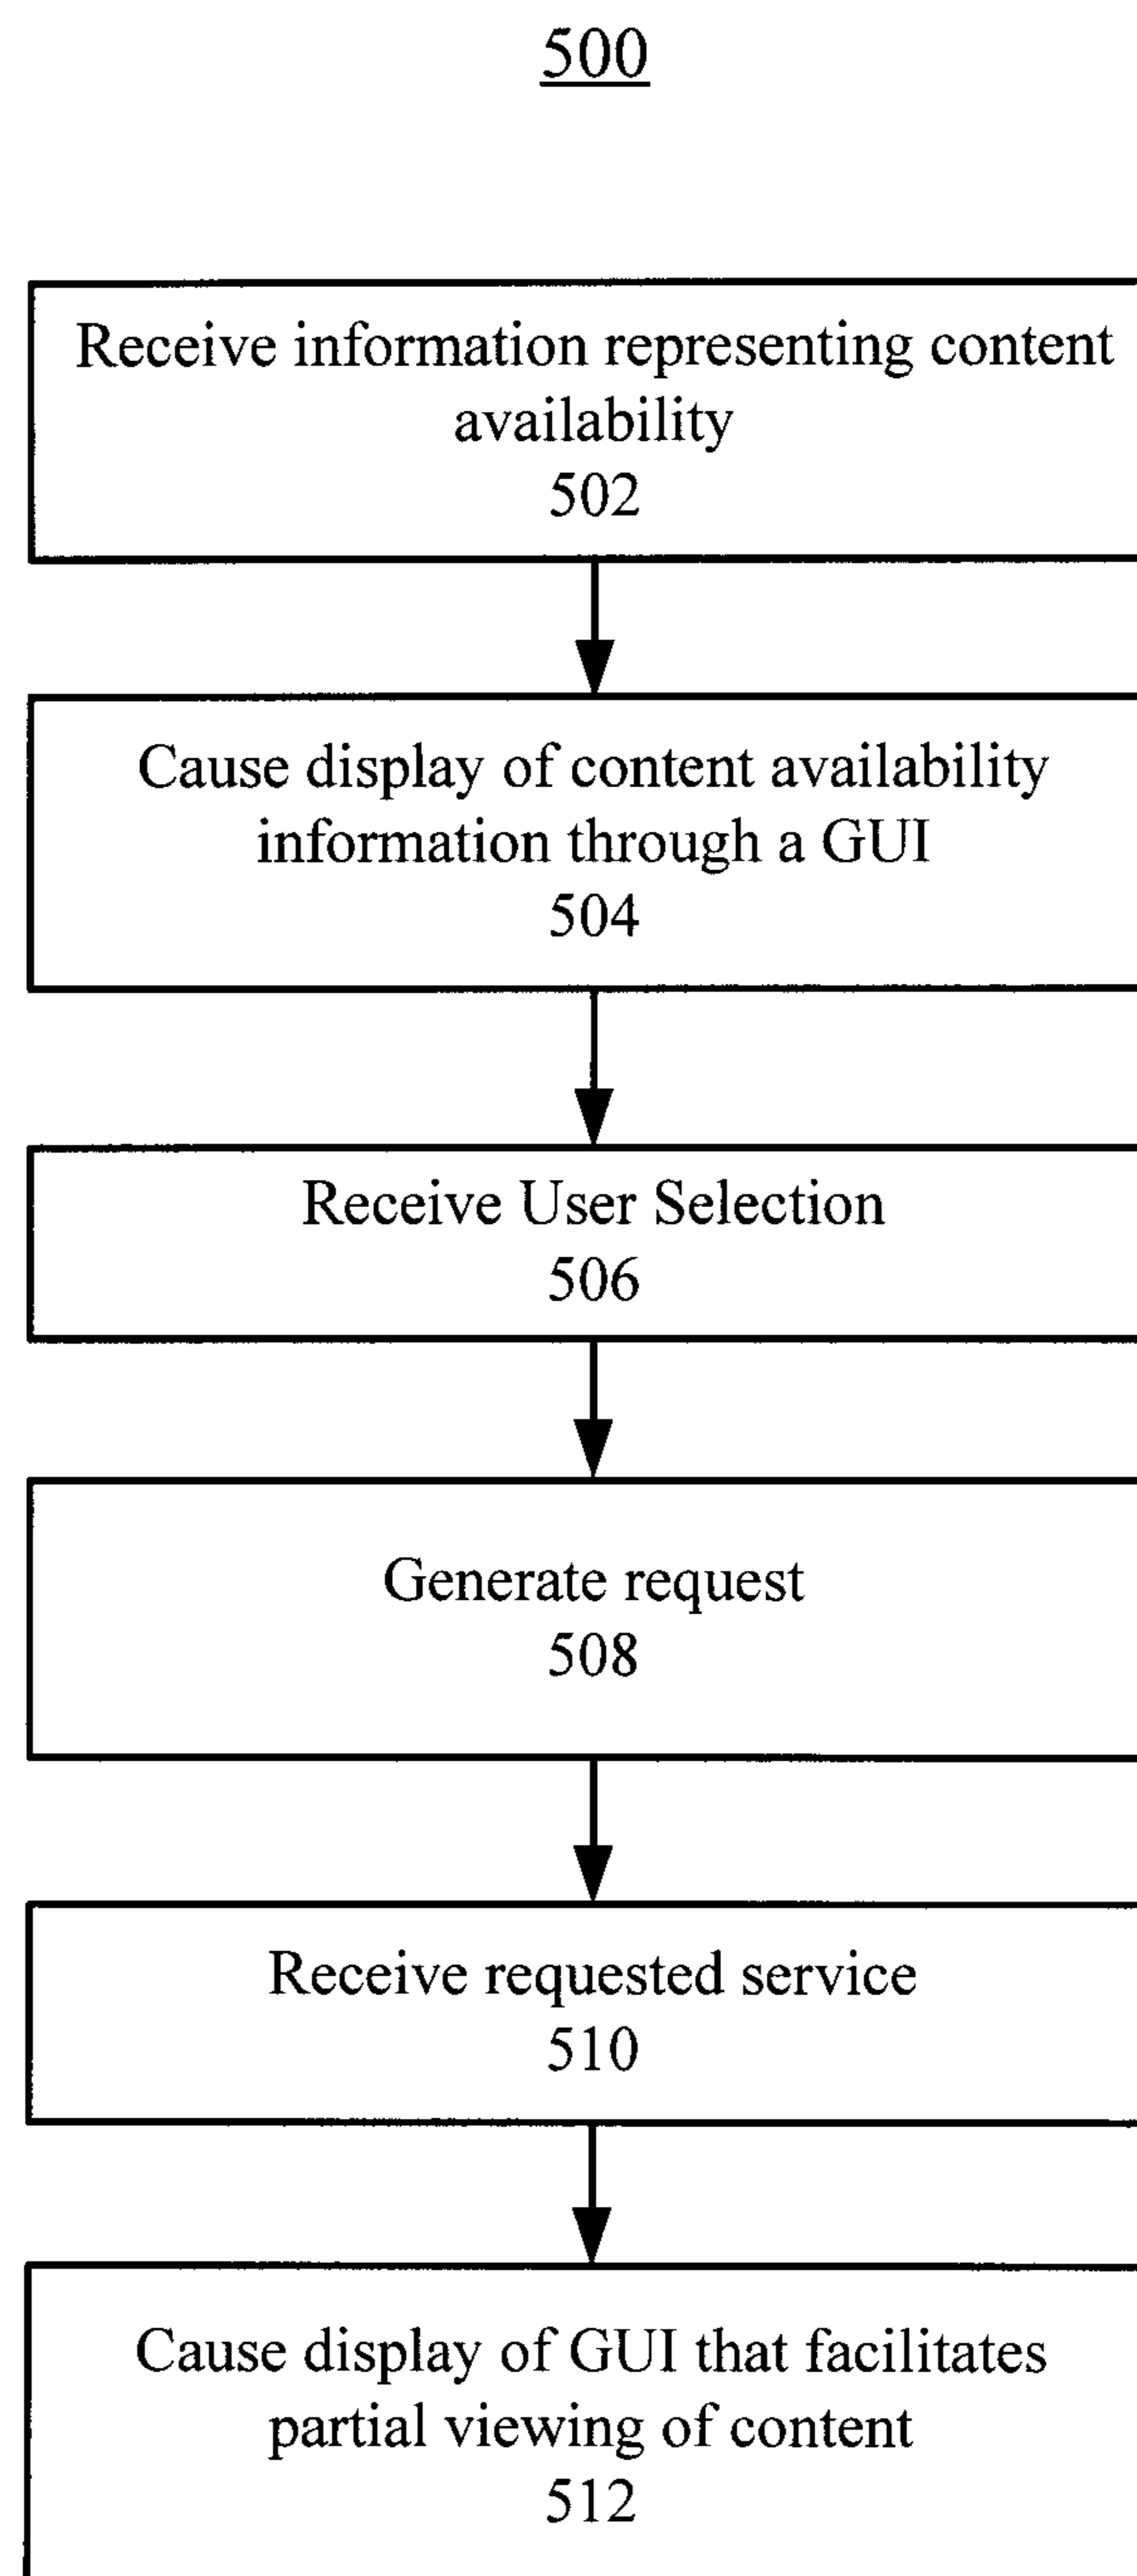 500
Receive information representing content
availability
502
Cause display of content availability
information through a GUI
504
Receive User Selection
506
Generate request
508
Receive requested service
510
Cause display of GUI that facilitates
partial viewing of content
512